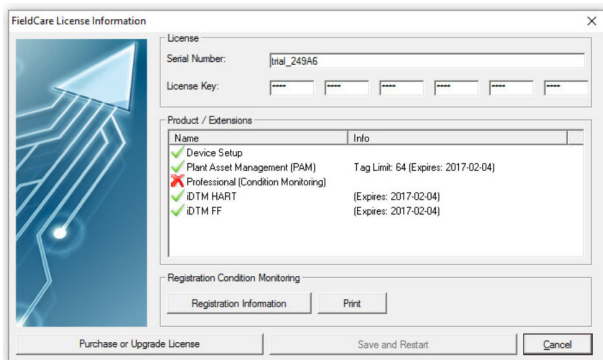 FieldCare License Information
License
Serial Number: trial_249A6
License Key: **** **** **** **** **** ****
Product / Extensions
Name Info
Device Setup
Plant Asset Management (PAM) Tag Limit: 64 (Expires: 2017-02-04)
Professional (Condition Monitoring)
iDTM HART (Expires: 2017-02-04)
iDTM FF (Expires: 2017-02-04)
Registration Condition Monitoring
Registration Information Print
Purchase or Upgrade License Save and Restart Cancel